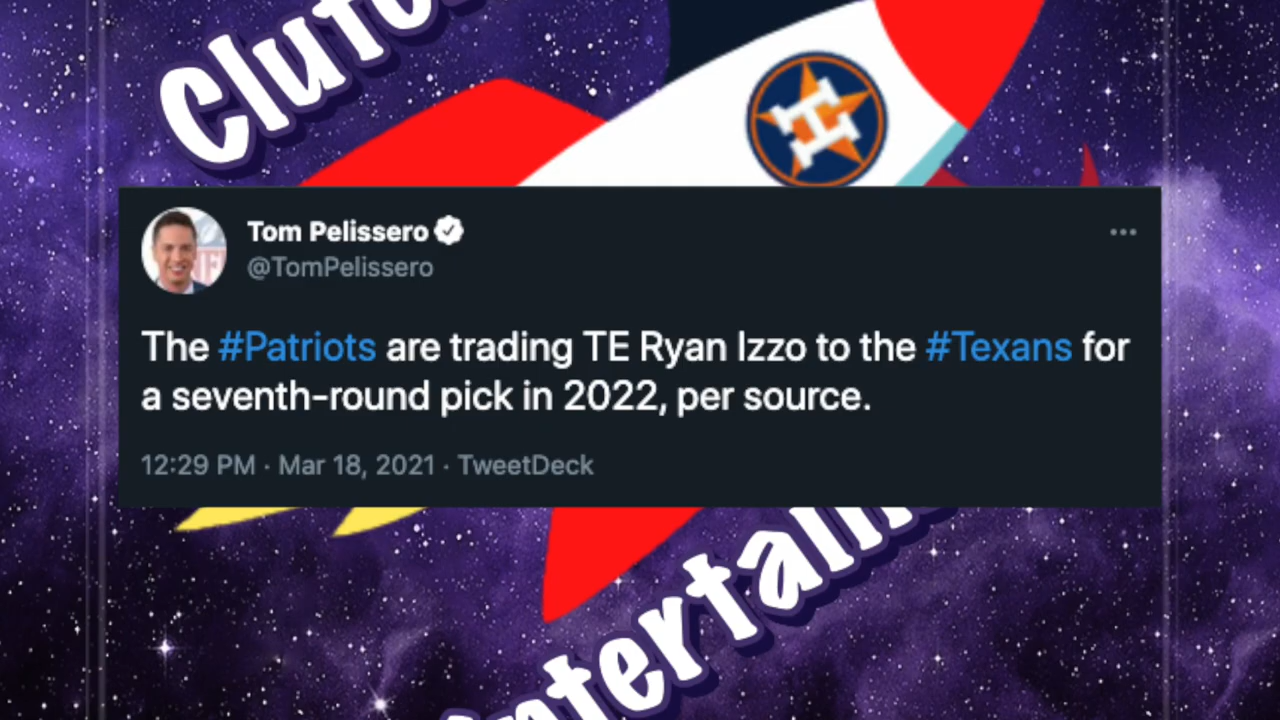 Clutch
Tom Pelissero
@TomPelissero
The #Patriots are trading TE Ryan Izzo to the #Texans for
a seventh-round pick in 2022, per source.
12:29 PM · Mar 18, 2021 · TweetDeck